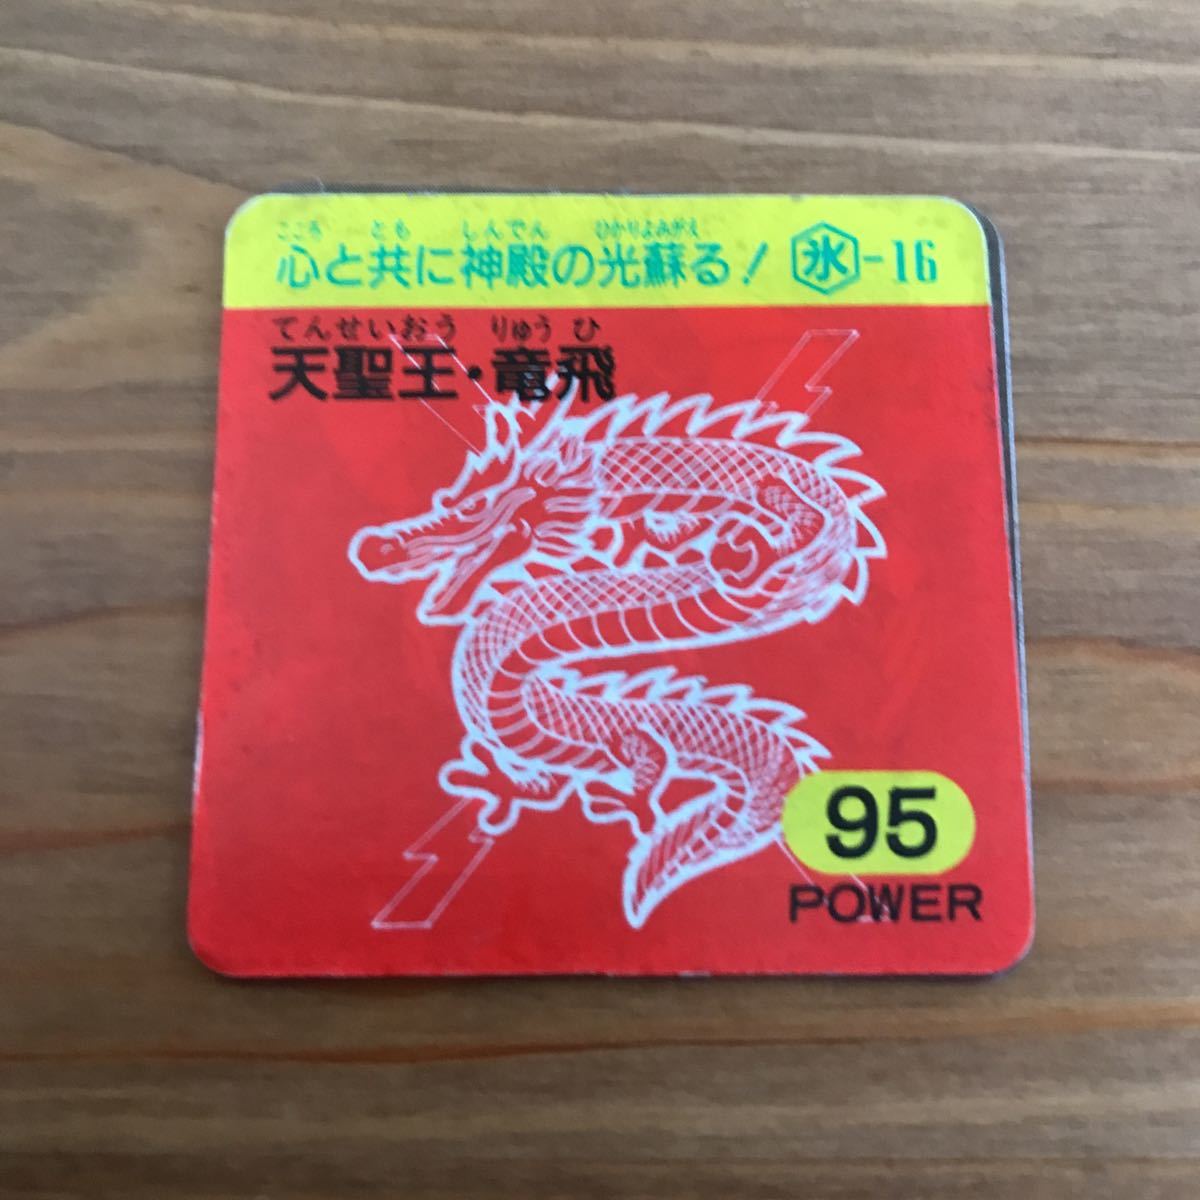 こころ とも しんでん ひかりよみがえ
心と共に神殿の光蘇る! 氷-16
てんせいおう りゅう ひ
天聖王・竜飛
95
POWER